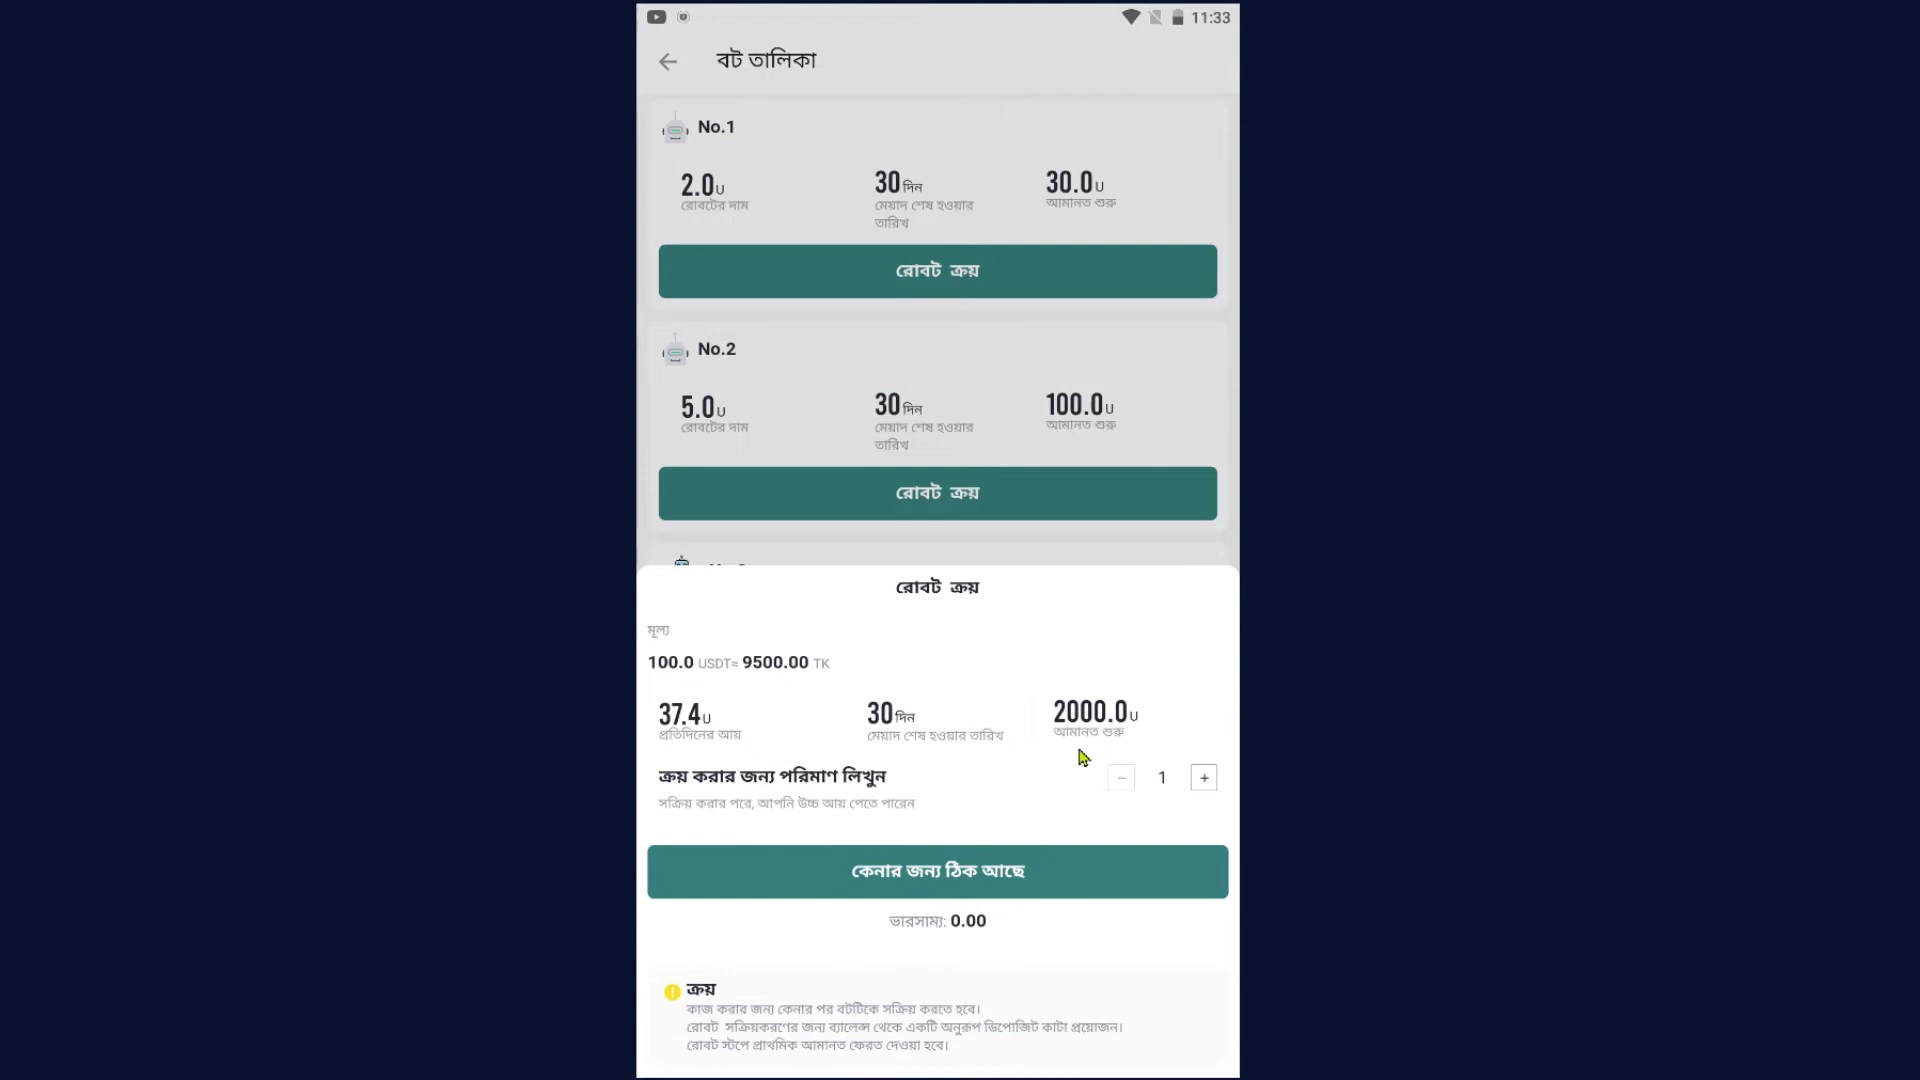 11:33
বট তালিকা
No.1
2.0U 30দিন 30.0U
রোবটের দাম মেয়াদ শেষ হওয়ার তারিখ আমানত শুরু
রোবট ক্রয়
No.2
5.0U 30দিন 100.0U
রোবটের দাম মেয়াদ শেষ হওয়ার তারিখ আমানত শুরু
রোবট ক্রয়
রোবট ক্রয়
মূল্য
100.0 USDT≈ 9500.00 TK
37.4U 30দিন 2000.0U
প্রতিদিনের আয় মেয়াদ শেষ হওয়ার তারিখ আমানত শুরু
ক্রয় করার জন্য পরিমাণ লিখুন − 1 +
সক্রিয় করার পরে, আপনি উচ্চ আয় পেতে পারেন
কেনার জন্য ঠিক আছে
ভারসাম্য: 0.00
ক্রয়
কাজ করার জন্য কেনার পর বটটিকে সক্রিয় করতে হবে।
রোবট সক্রিয়করণের জন্য ব্যালেন্স থেকে একটি অনুরূপ ডিপোজিট কাটা প্রয়োজন।
রোবট স্টপে প্রাথমিক আমানত ফেরত দেওয়া হবে।